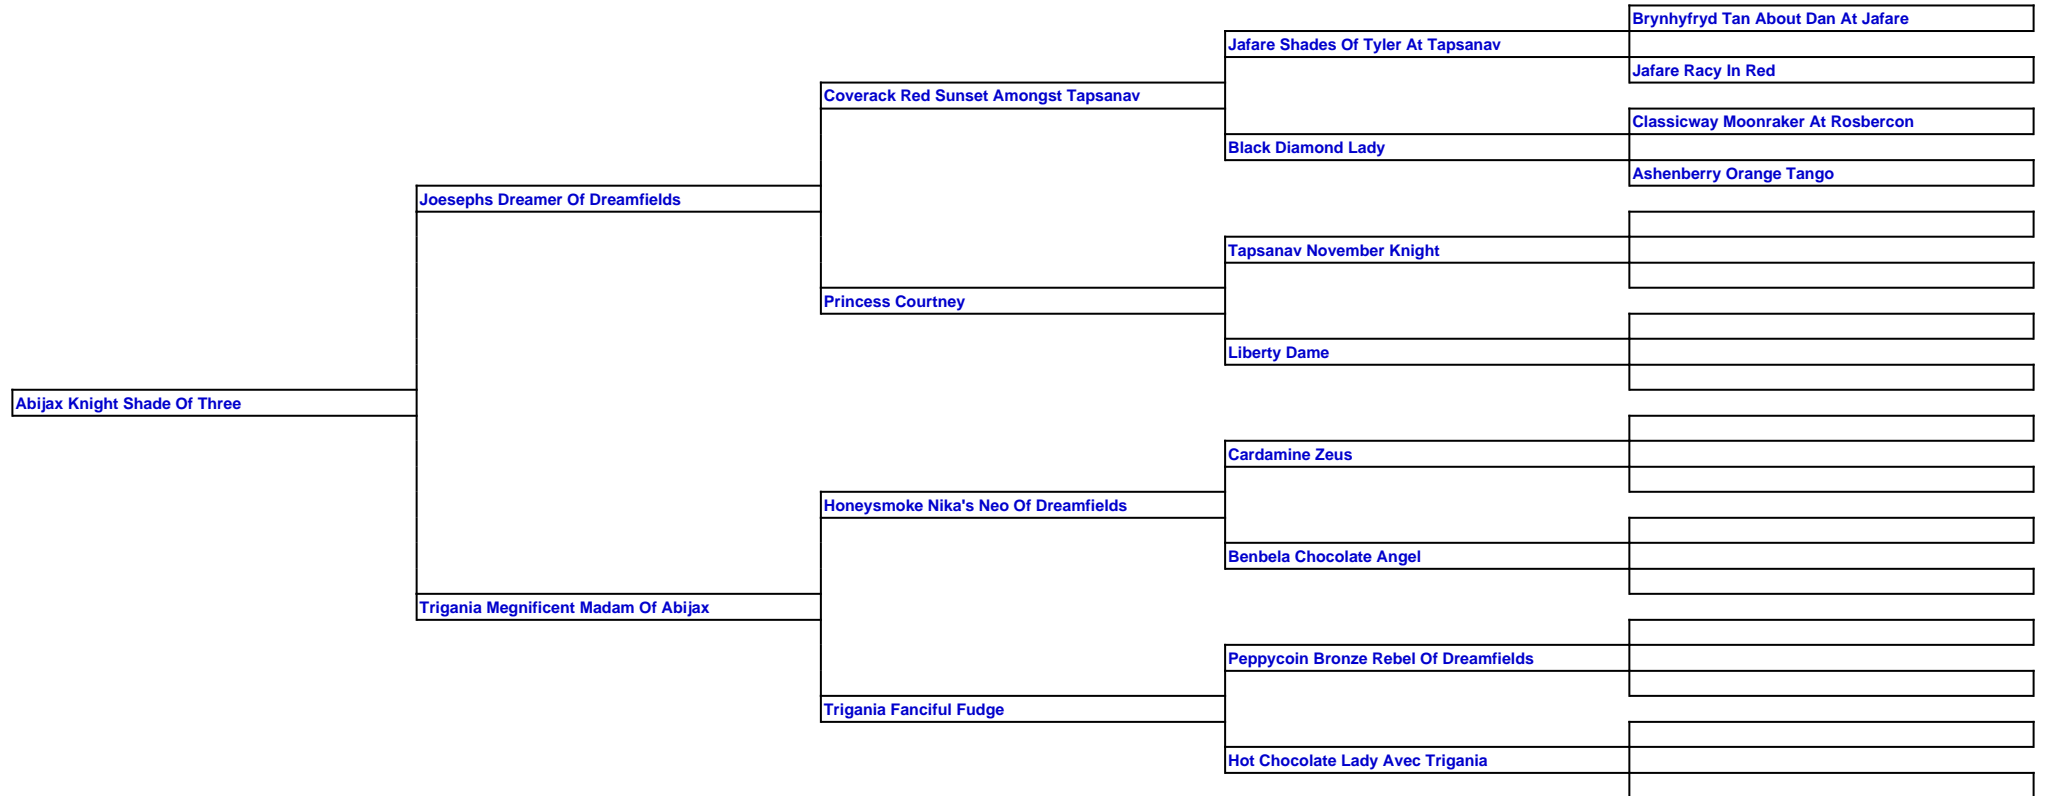 Brynhyfryd Tan About Dan At Jafare
Jafare Shades Of Tyler At Tapsanav
Jafare Racy In Red
Coverack Red Sunset Amongst Tapsanav
Classicway Moonraker At Rosbercon
Black Diamond Lady
Ashenberry Orange Tango
Joesephs Dreamer Of Dreamfields
Tapsanav November Knight
Princess Courtney
Liberty Dame
Abijax Knight Shade Of Three
Cardamine Zeus
Honeysmoke Nika's Neo Of Dreamfields
Benbela Chocolate Angel
Trigania Megnificent Madam Of Abijax
Peppycoin Bronze Rebel Of Dreamfields
Trigania Fanciful Fudge
Hot Chocolate Lady Avec Trigania